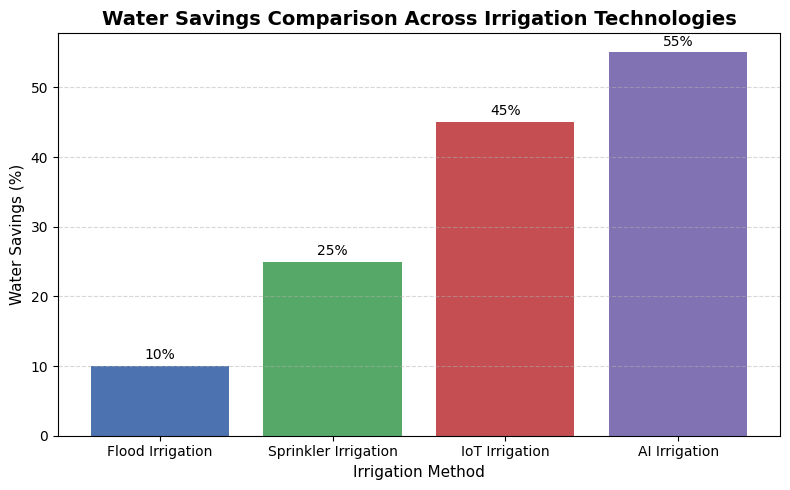 Water Savings Comparison Across Irrigation Technologies
Water Savings (%)
50
40
30
20
10
0
10%
25%
45%
55%
Flood Irrigation
Sprinkler Irrigation
IoT Irrigation
AI Irrigation
Irrigation Method